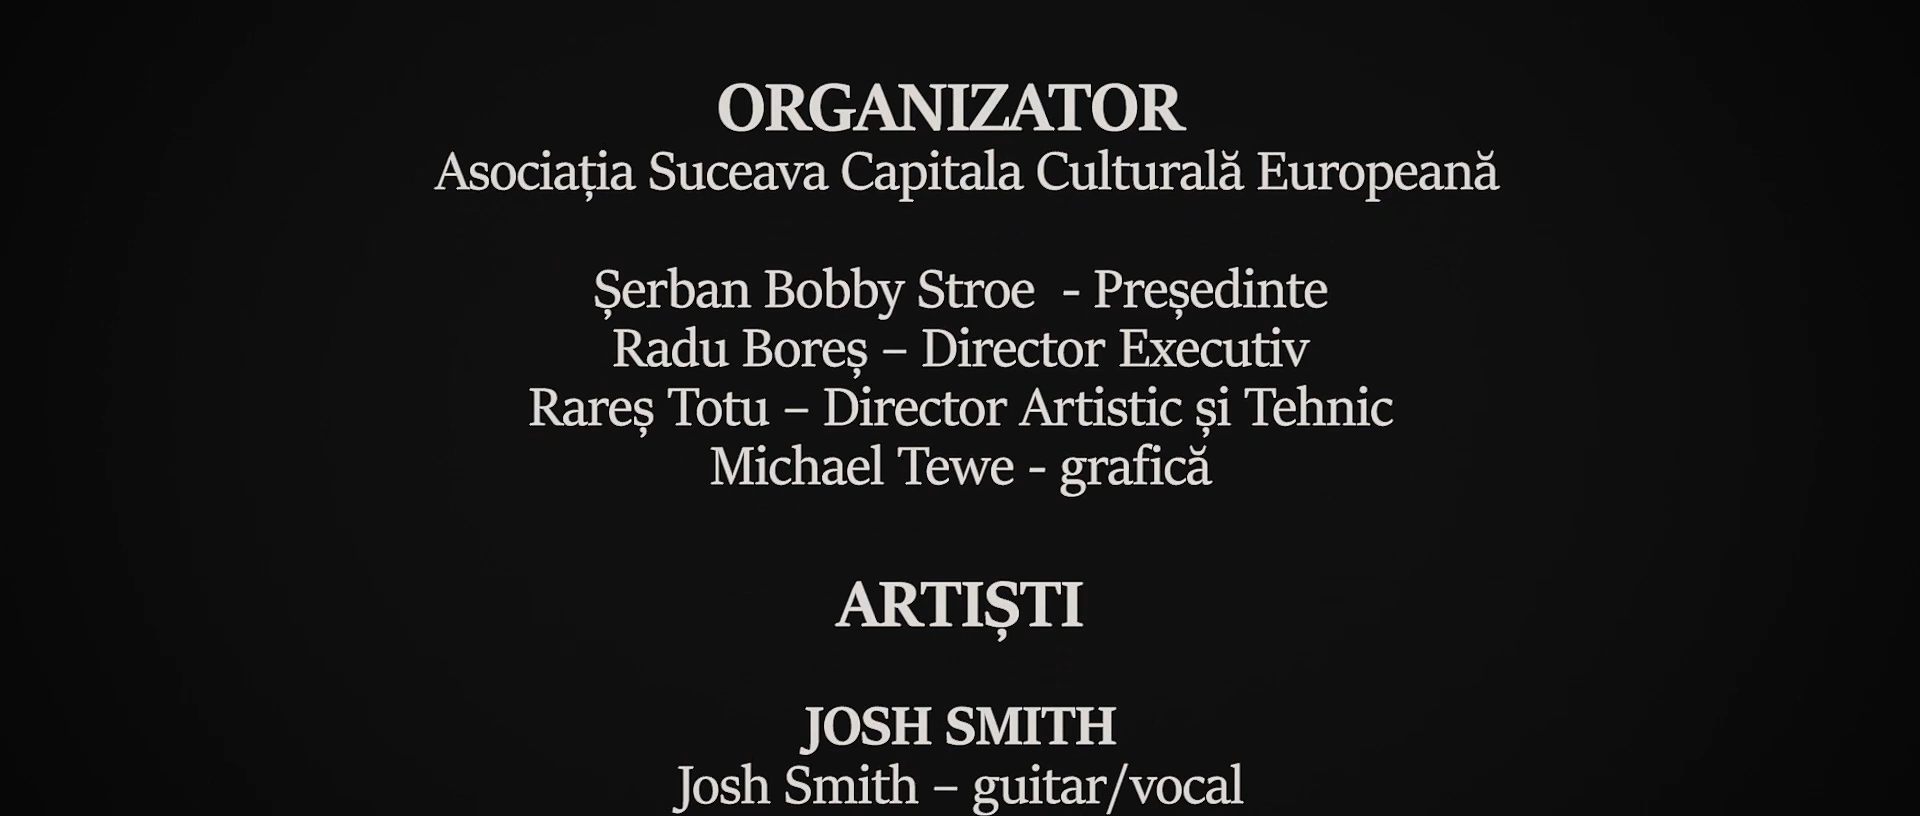 ORGANIZATOR
Asociația Suceava Capitala Culturală Europeană
Șerban Bobby Stroe  - Președinte
Radu Boreș – Director Executiv
Rareș Totu – Director Artistic și Tehnic
Michael Tewe - grafică
ARTIȘTI
JOSH SMITH
Josh Smith – guitar/vocal